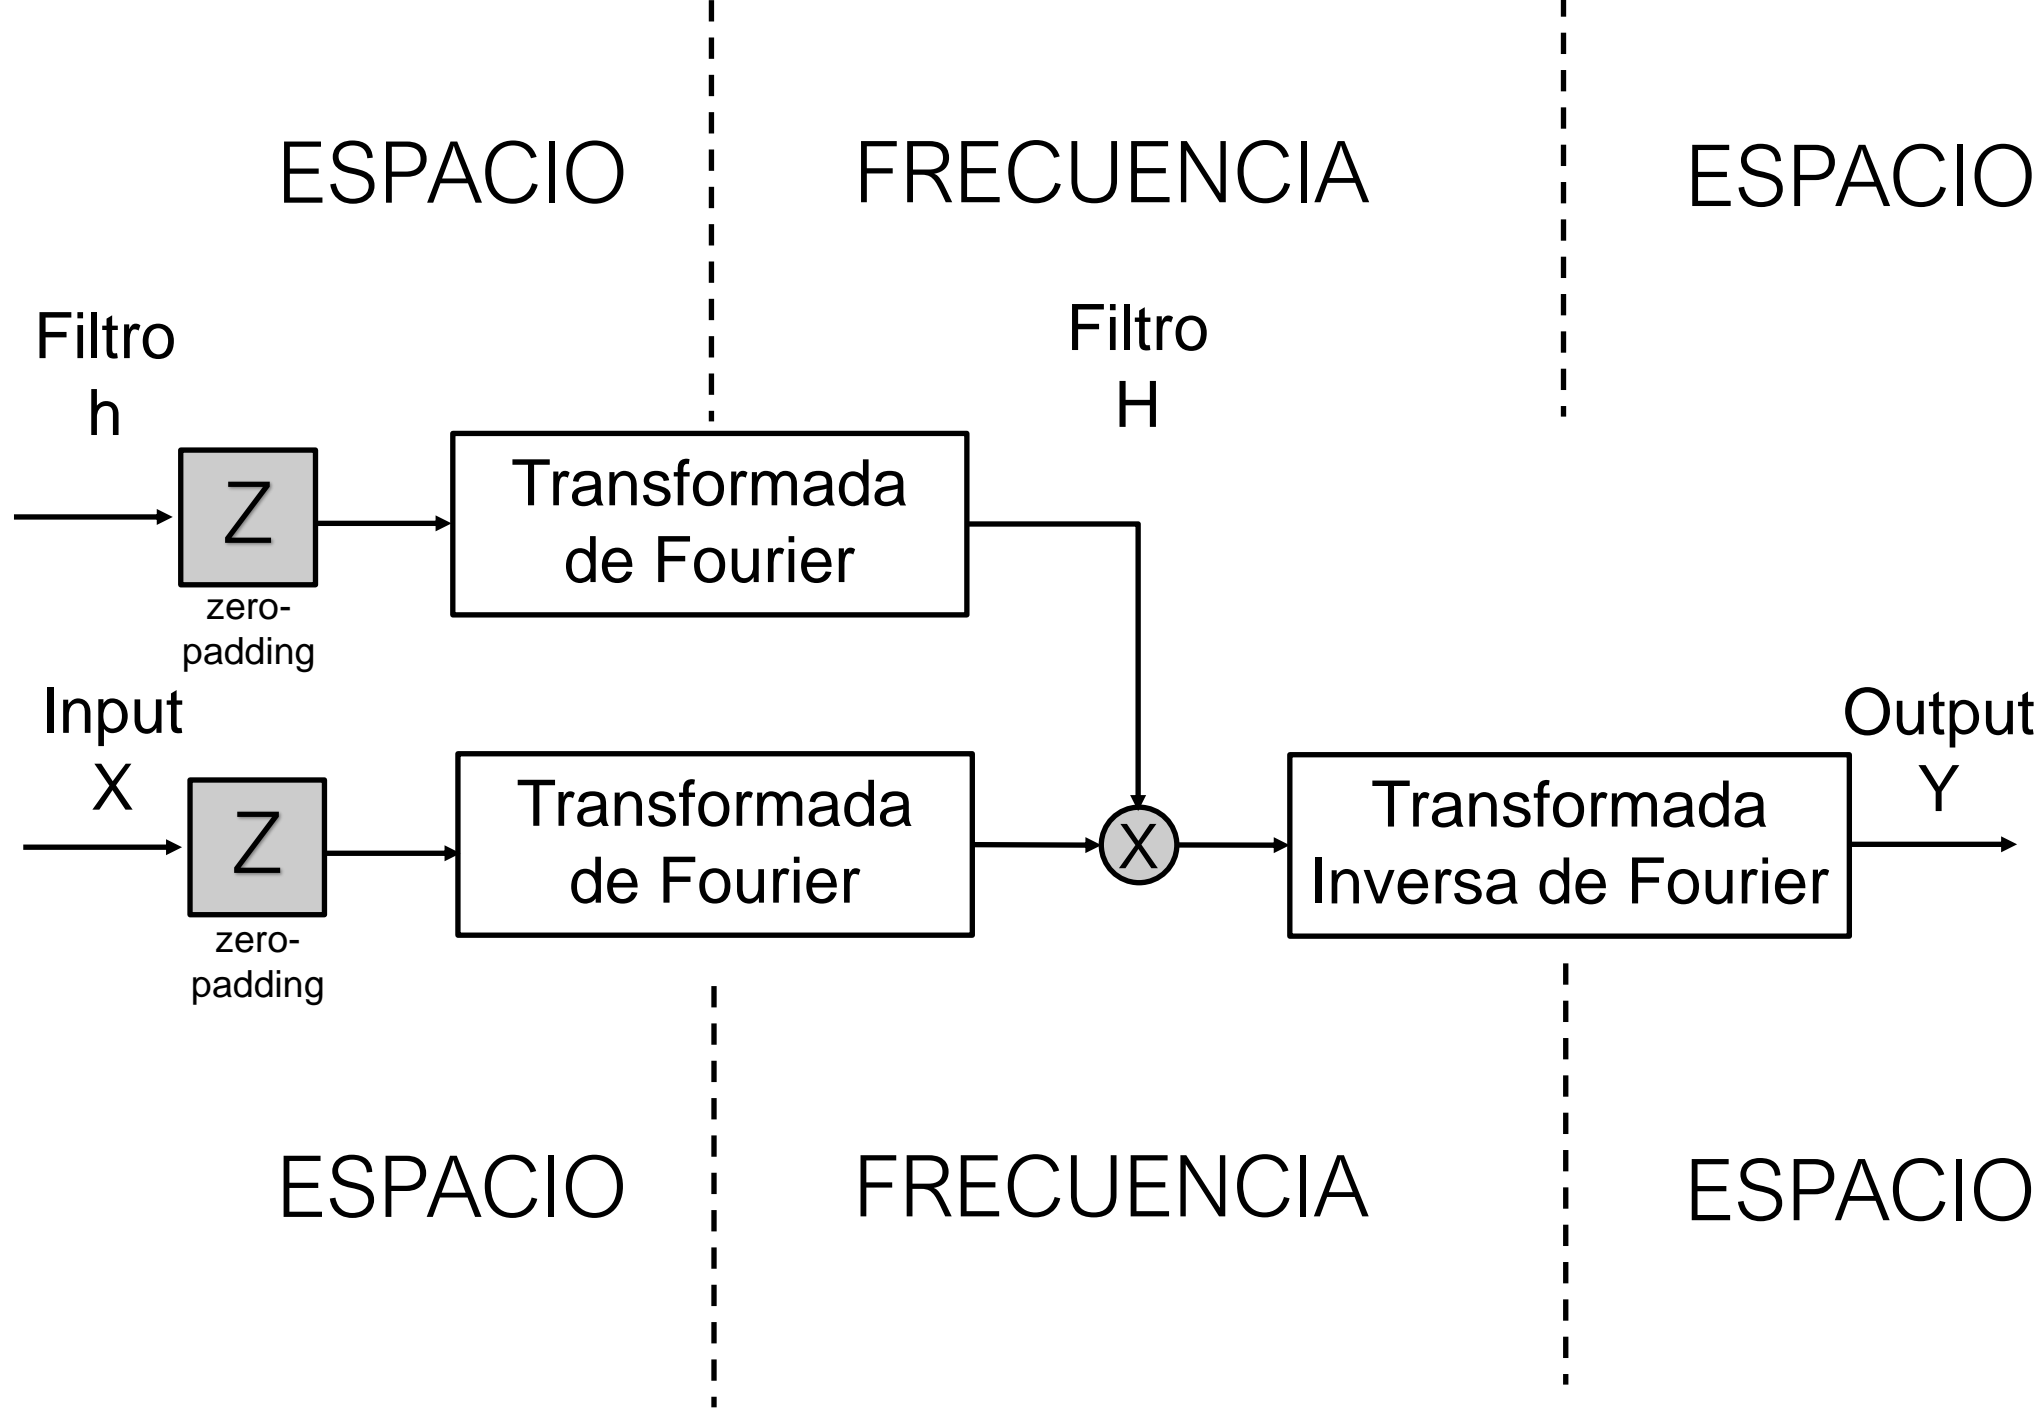 ESPACIO
FRECUENCIA
ESPACIO
Filtro
h
Filtro
H
Z
zero-
padding
Transformada
de Fourier
Input
X
Z
zero-
padding
Transformada
de Fourier
X
Transformada
Inversa de Fourier
Output
Y
ESPACIO
FRECUENCIA
ESPACIO